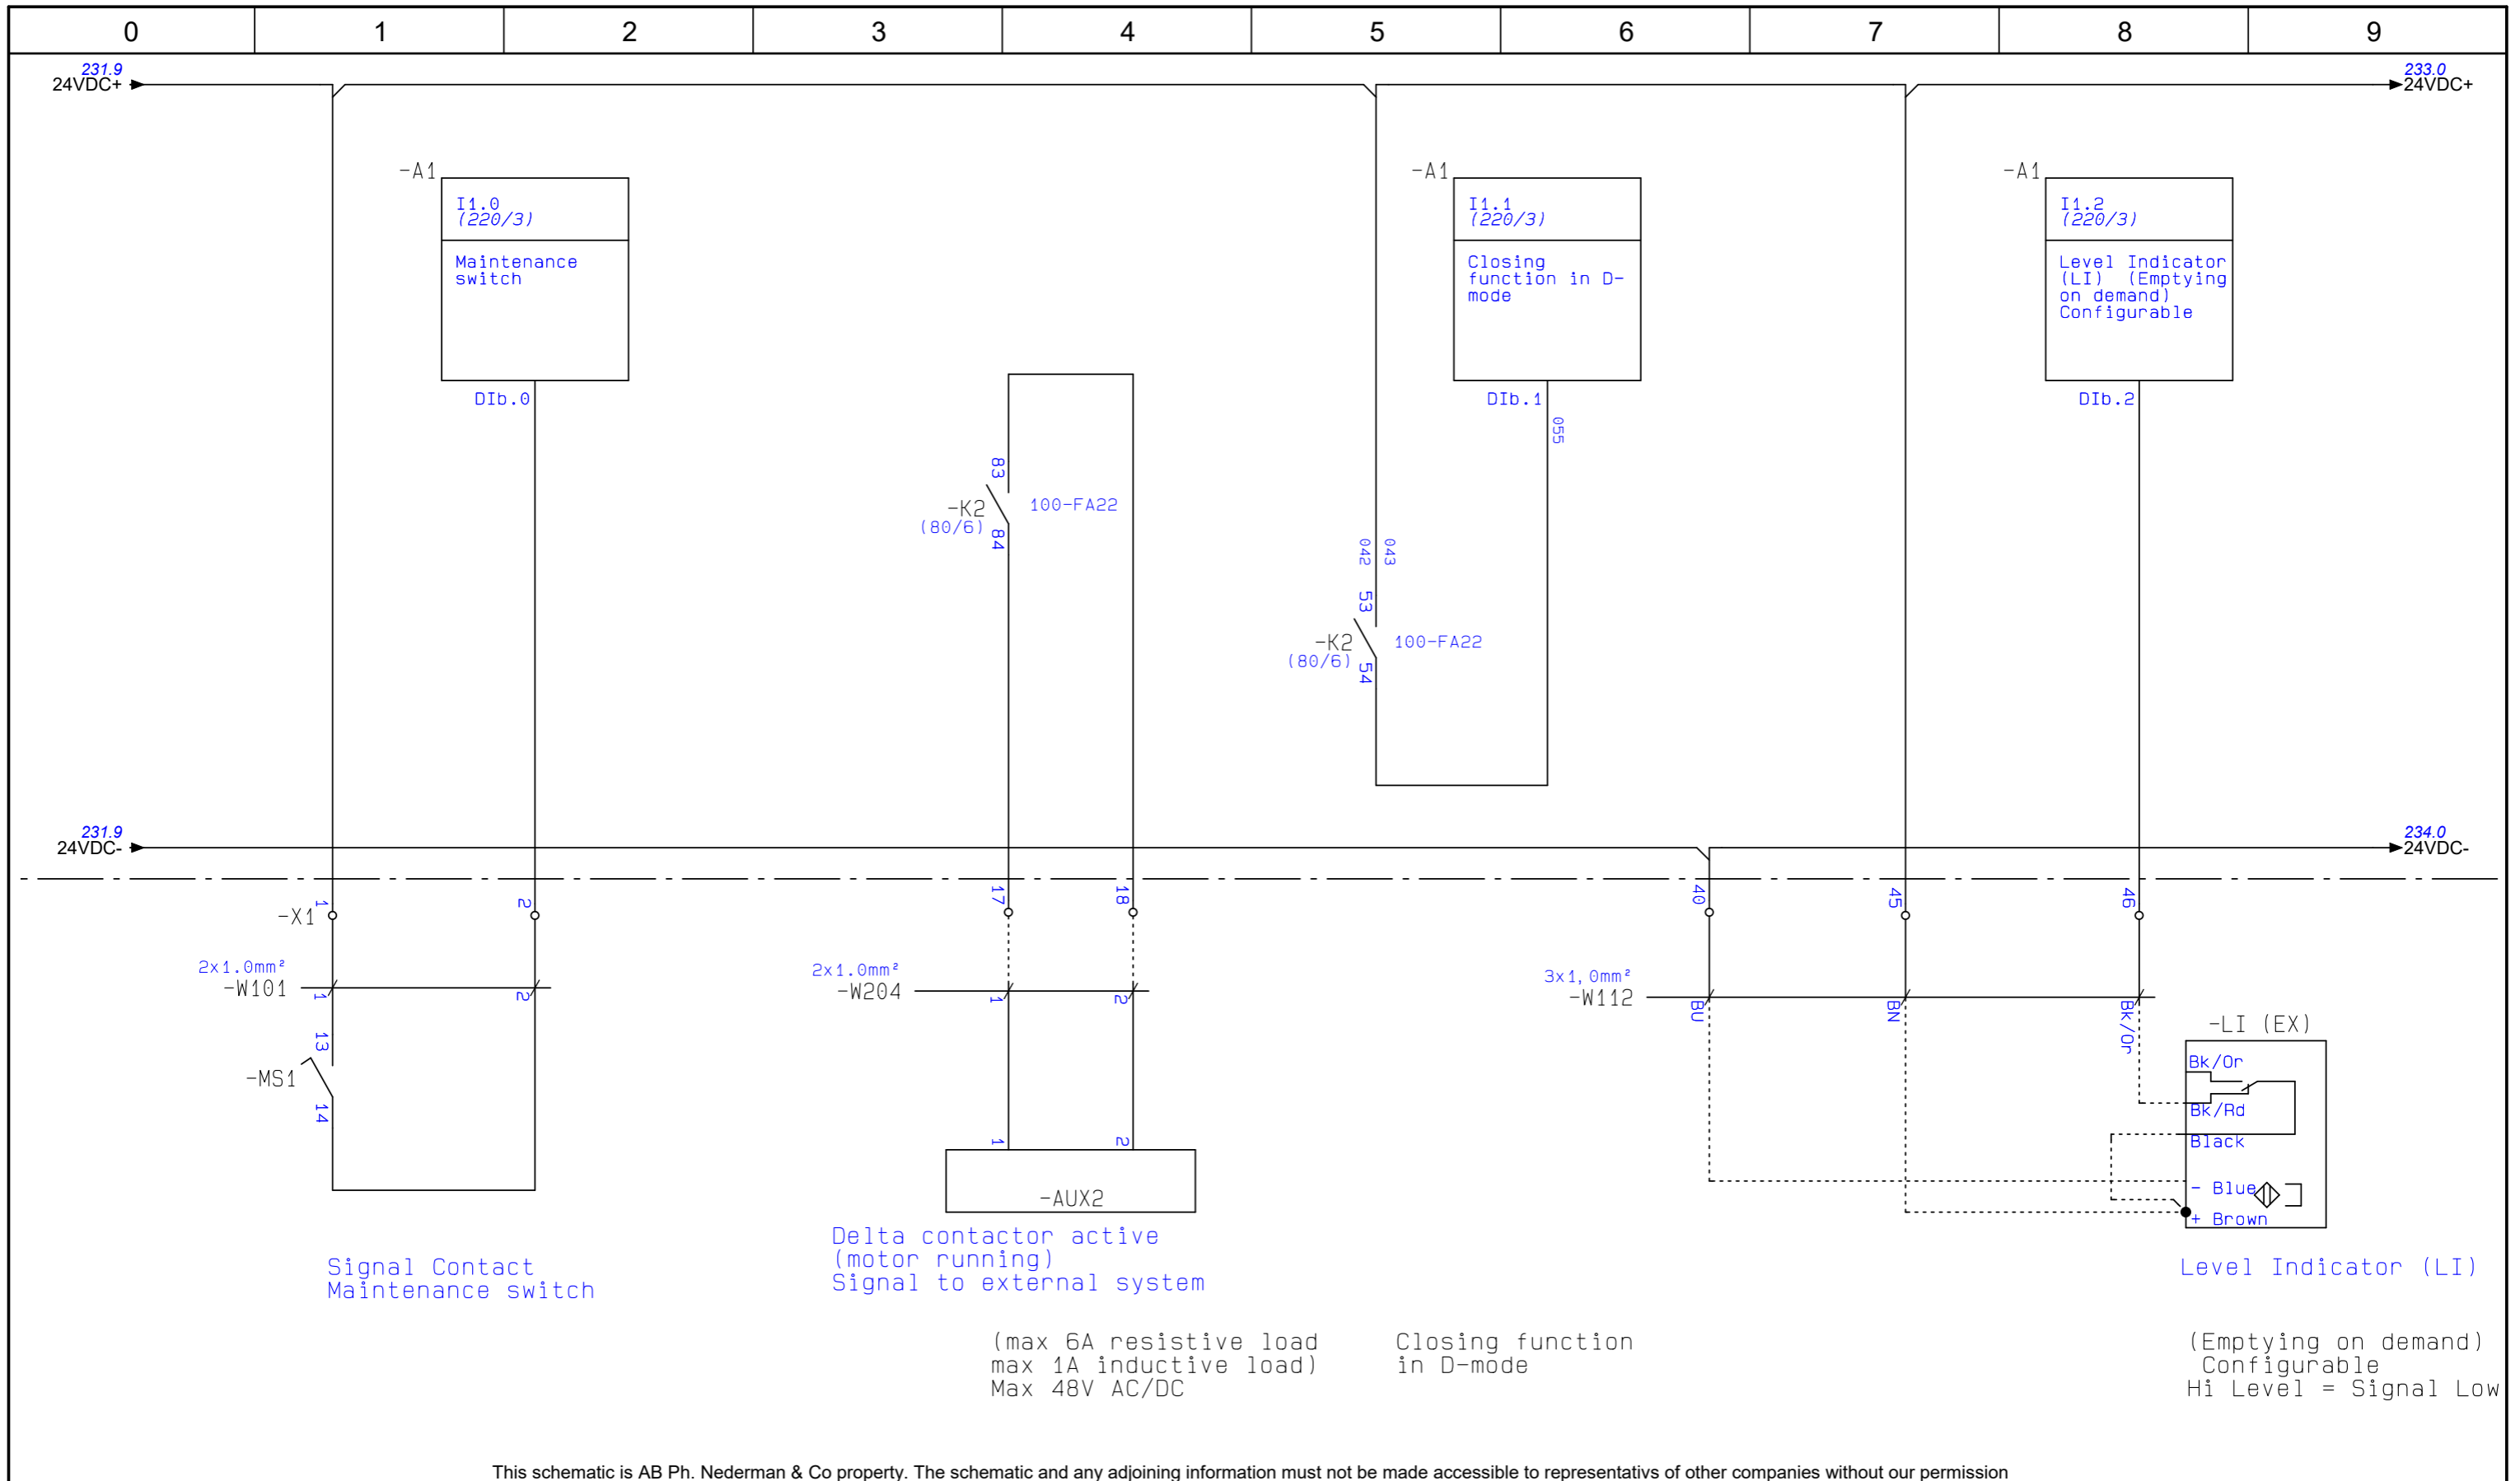 0 1 2 3 4 5 6 7 8 9
231.9
24VDC+
233.0
24VDC+
-A1
I1.0
(220/3)
Maintenance
switch
DIb.0
-A1
I1.1
(220/3)
Closing
function in D-
mode
DIb.1
055
-A1
I1.2
(220/3)
Level Indicator
(LI) (Emptying
on demand)
Configurable
DIb.2
83
-K2
100-FA22
(80/6)
84
042
043
53
-K2
100-FA22
(80/6)
54
231.9
24VDC-
234.0
24VDC-
-X1
1
2
17
18
40
45
46
2x1.0mm²
-W101
1
2
2x1.0mm²
-W204
1
2
3x1,0mm²
-W112
BU
BN
Bk/Or
13
-MS1
14
1
2
-AUX2
-LI (EX)
Bk/Or
Bk/Rd
Black
- Blue
+ Brown
Signal Contact
Maintenance switch
Delta contactor active
(motor running)
Signal to external system
Level Indicator (LI)
(max 6A resistive load
max 1A inductive load)
Max 48V AC/DC
Closing function
in D-mode
(Emptying on demand)
Configurable
Hi Level = Signal Low
This schematic is AB Ph. Nederman & Co property. The schematic and any adjoining information must not be made accessible to representativs of other companies without our permission